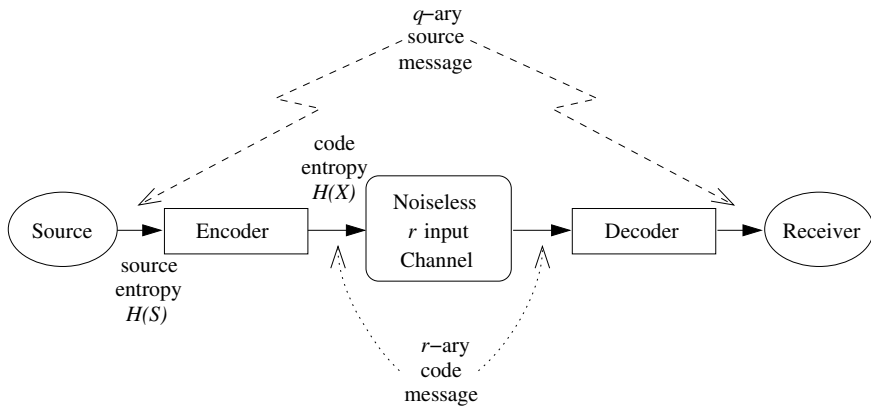 q−ary
source
message
code
entropy
H(X)
Source
Encoder
Noiseless
r input
Channel
Decoder
Receiver
source
entropy
H(S)
r−ary
code
message